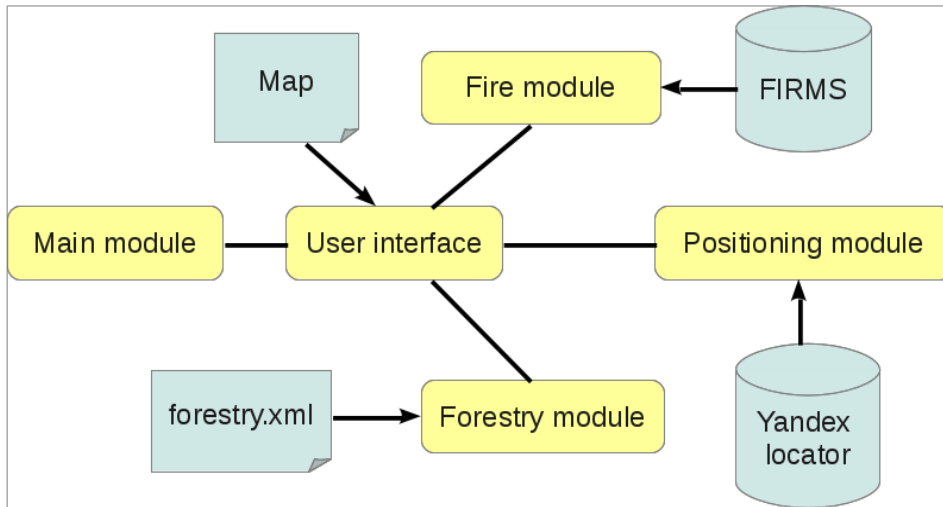 Map
Fire module
FIRMS
Main module
User interface
Positioning module
forestry.xml
Forestry module
Yandex
locator